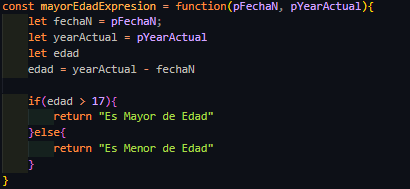 const mayorEdadExpresion = function(pFechaN, pYearActual){
    let fechaN = pFechaN;
    let yearActual = pYearActual
    let edad
    edad = yearActual - fechaN

    if(edad > 17){
        return "Es Mayor de Edad"
    }else{
        return "Es Menor de Edad"
    }
}